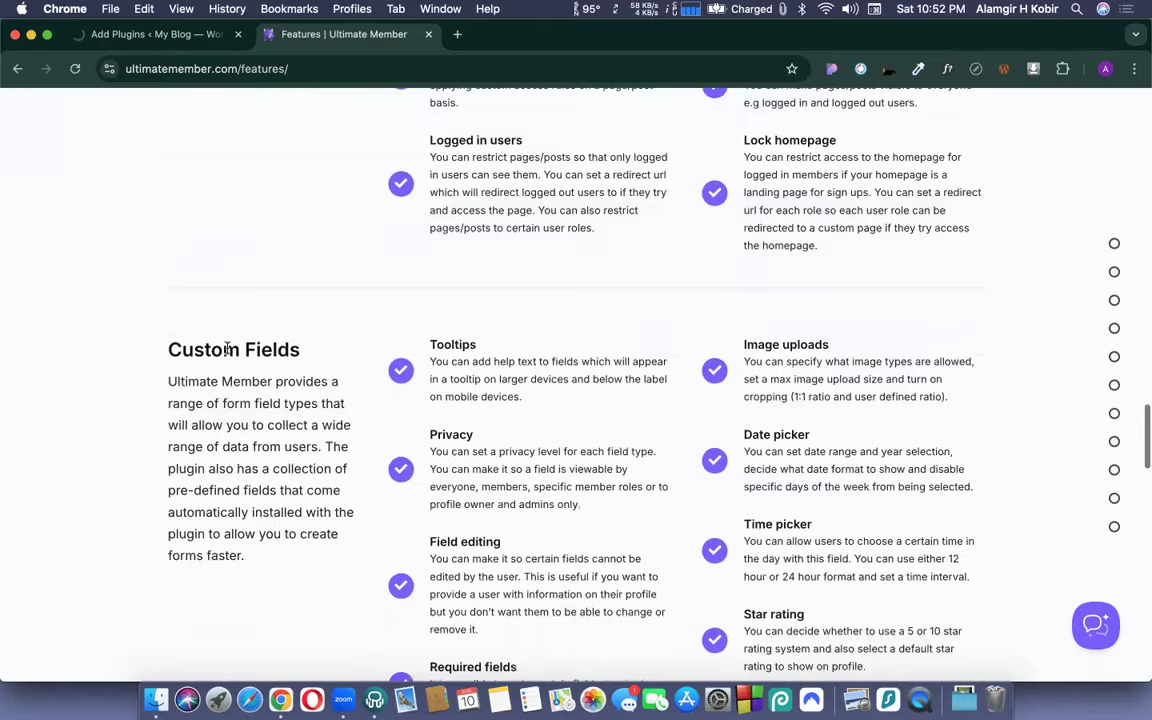 Chrome File Edit View History Bookmarks Profiles Tab Window Help 95° 58 KB/s 4 KB/s Charged Sat 10:52 PM Alamgir H Kobir
Add Plugins ‹ My Blog — Wor
Features | Ultimate Member
ultimatemember.com/features/
A
basis.
e.g logged in and logged out users.
Logged in users
You can restrict pages/posts so that only logged
in users can see them. You can set a redirect url
which will redirect logged out users to if they try
and access the page. You can also restrict
pages/posts to certain user roles.
Lock homepage
You can restrict access to the homepage for
logged in members if your homepage is a
landing page for sign ups. You can set a redirect
url for each role so each user role can be
redirected to a custom page if they try access
the homepage.
Custom Fields
Ultimate Member provides a
range of form field types that
will allow you to collect a wide
range of data from users. The
plugin also has a collection of
pre-defined fields that come
automatically installed with the
plugin to allow you to create
forms faster.
Tooltips
You can add help text to fields which will appear
in a tooltip on larger devices and below the label
on mobile devices.
Privacy
You can set a privacy level for each field type.
You can make it so a field is viewable by
everyone, members, specific member roles or to
profile owner and admins only.
Field editing
You can make it so certain fields cannot be
edited by the user. This is useful if you want to
provide a user with information on their profile
but you don't want them to be able to change or
remove it.
Required fields
Image uploads
You can specify what image types are allowed,
set a max image upload size and turn on
cropping (1:1 ratio and user defined ratio).
Date picker
You can set date range and year selection,
decide what date format to show and disable
specific days of the week from being selected.
Time picker
You can allow users to choose a certain time in
the day with this field. You can use either 12
hour or 24 hour format and set a time interval.
Star rating
You can decide whether to use a 5 or 10 star
rating system and also select a default star
rating to show on profile.
zoom
10
1